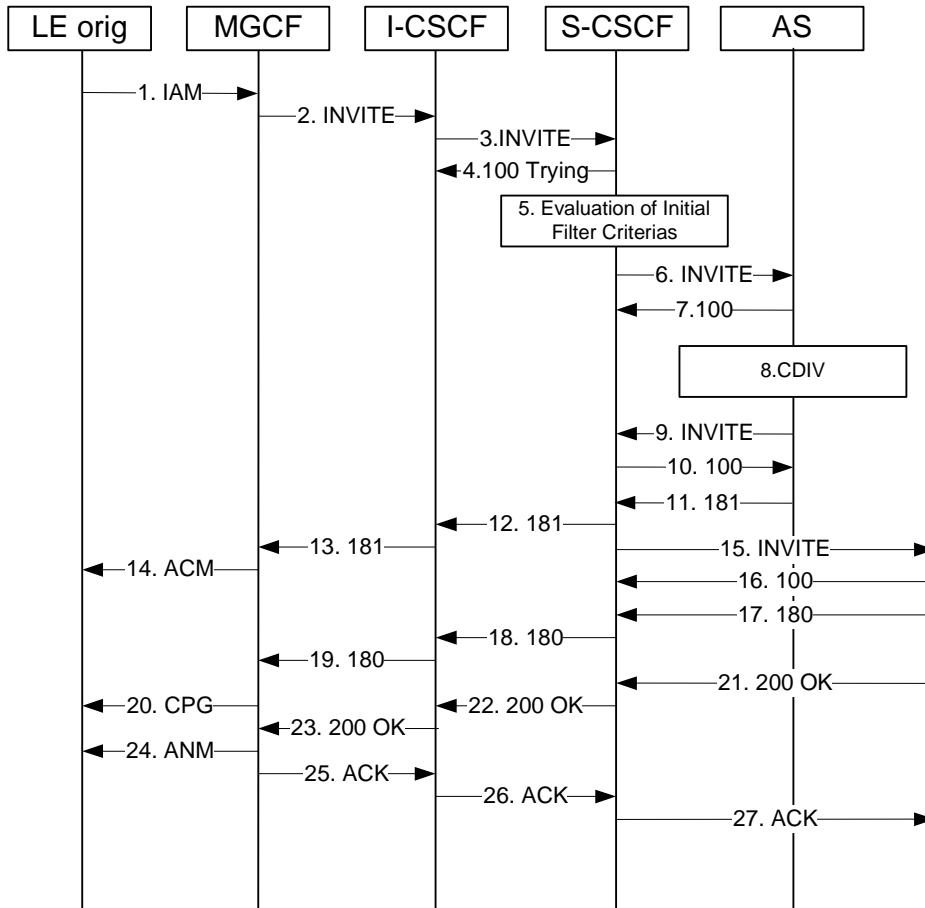 LE orig
MGCF
I-CSCF
S-CSCF
AS
1. IAM
2. INVITE
3.INVITE
4.100 Trying
5. Evaluation of Initial
Filter Criterias
6. INVITE
7.100
8.CDIV
9. INVITE
10. 100
11. 181
12. 181
13. 181
15. INVITE
14. ACM
16. 100
17. 180
18. 180
19. 180
21. 200 OK
20. CPG
22. 200 OK
23. 200 OK
24. ANM
25. ACK
26. ACK
27. ACK